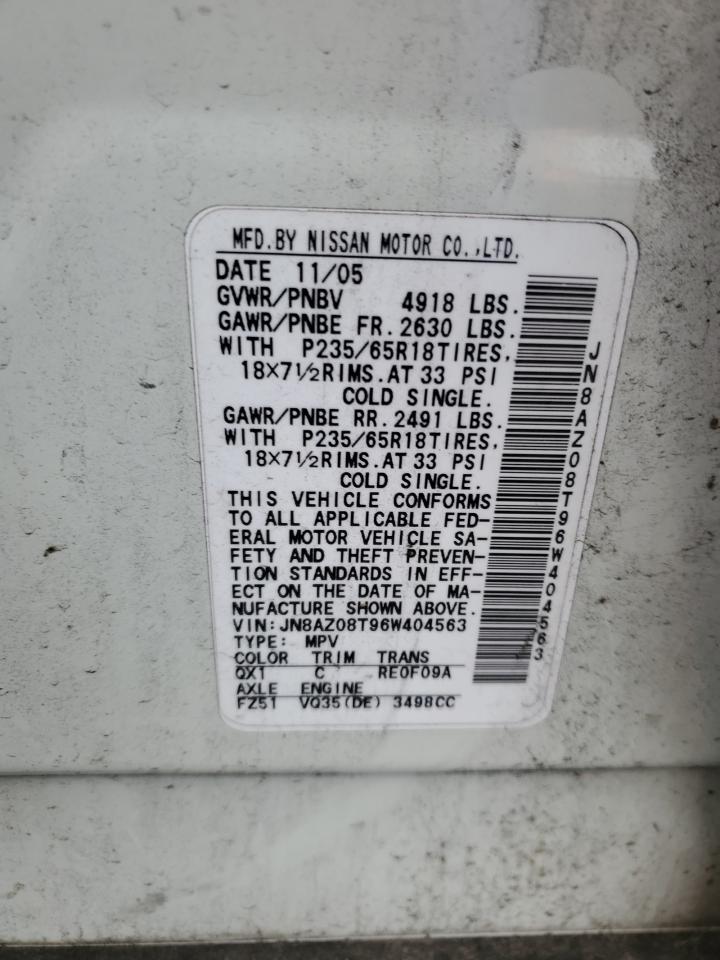 MFD.BY NISSAN MOTOR CO.,LTD.
DATE 11/05
GVWR/PNBV 4918 LBS.
GAWR/PNBE FR.2630 LBS.
WITH P235/65R18TIRES,
18×7½RIMS.AT 33 PSI
COLD SINGLE.
GAWR/PNBE RR.2491 LBS.
WITH P235/65R18TIRES,
18×7½RIMS.AT 33 PSI
COLD SINGLE.
THIS VEHICLE CONFORMS
TO ALL APPLICABLE FED-
ERAL MOTOR VEHICLE SA-
FETY AND THEFT PREVEN-
TION STANDARDS IN EFF-
ECT ON THE DATE OF MA-
NUFACTURE SHOWN ABOVE.
VIN:JN8AZ08T96W404563
TYPE: MPV
COLOR TRIM TRANS
QX1 C RE0F09A
AXLE ENGINE
FZ51 VQ35(DE) 3498CC
JN8AZ08T96W404563